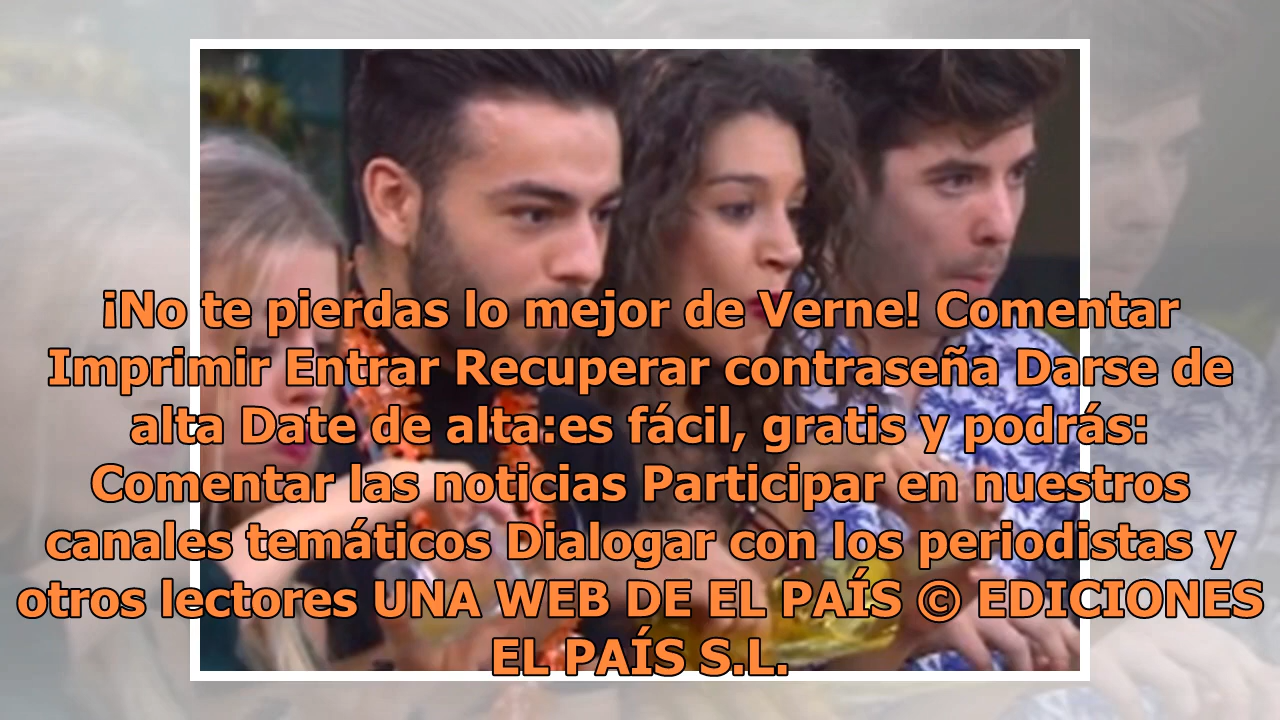 ¡No te pierdas lo mejor de Verne! Comentar
Imprimir Entrar Recuperar contraseña Darse de
alta Date de alta:es fácil, gratis y podrás:
Comentar las noticias Participar en nuestros
canales temáticos Dialogar con los periodistas y
otros lectores UNA WEB DE EL PAÍS © EDICIONES
EL PAÍS S.L.